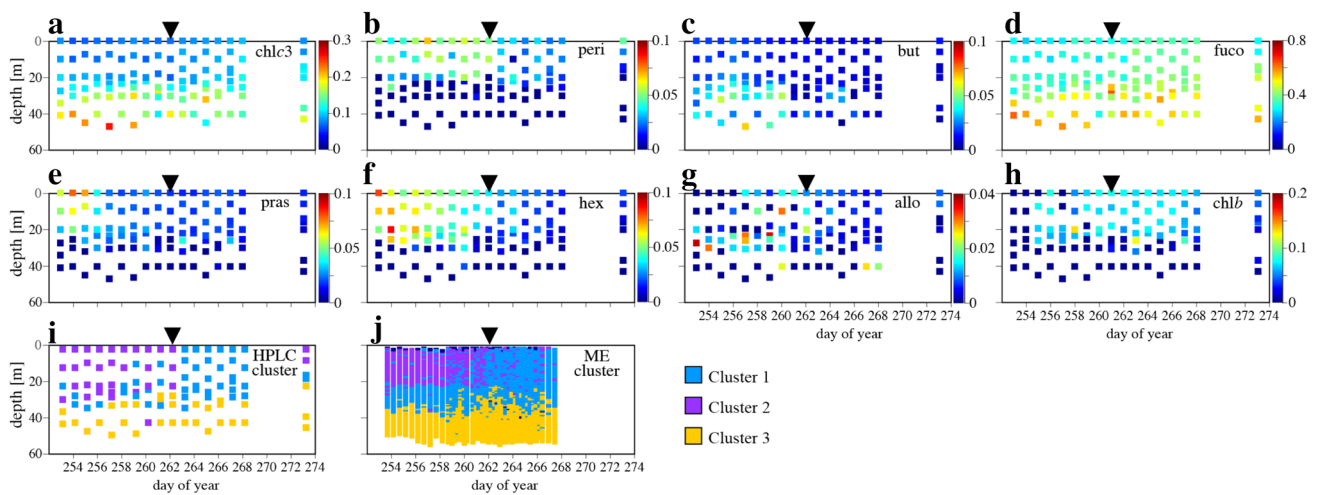 a b c d
chlc3 peri but fuco
0 20 40 60
depth [m]
0.3 0.2 0.1 0
0.1 0.05 0
0.1 0.05 0
0.8 0.4 0
e f g h
pras hex allo chlb
0 20 40 60
depth [m]
0.1 0.05 0
0.1 0.05 0
0.04 0.02 0
0.2 0.1 0
254 256 258 260 262 264 266 268 270 272 274
day of year
254 256 258 260 262 264 266 268 270 272 274
day of year
i j
HPLC
cluster
ME
cluster
0 20 40 60
depth [m]
254 256 258 260 262 264 266 268 270 272 274
day of year
254 256 258 260 262 264 266 268 270 272 274
day of year
Cluster 1
Cluster 2
Cluster 3